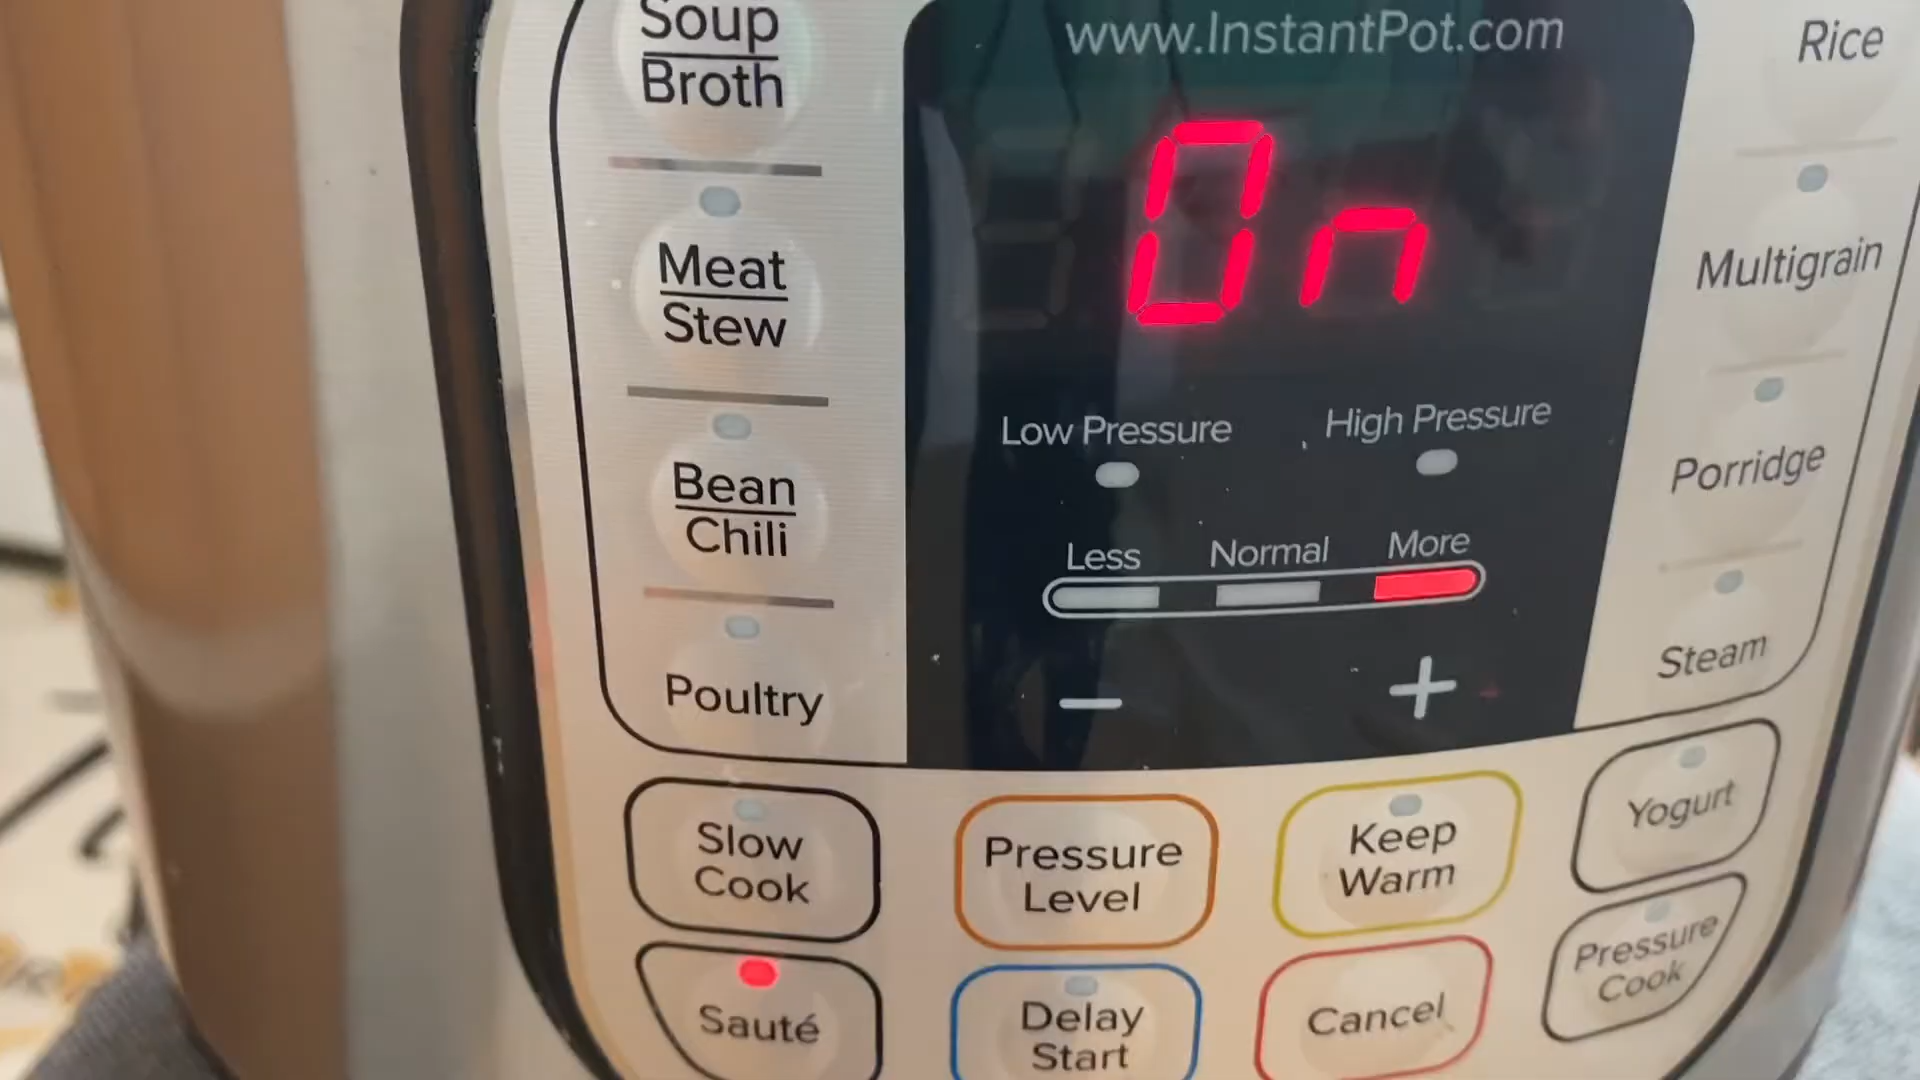 Soup
Broth
Meat
Stew
Bean
Chili
Poultry
www.InstantPot.com
On
Low Pressure
High Pressure
Less
Normal
More
−
+
Rice
Multigrain
Porridge
Steam
Slow
Cook
Pressure
Level
Keep
Warm
Yogurt
Sauté
Delay
Start
Cancel
Pressure
Cook